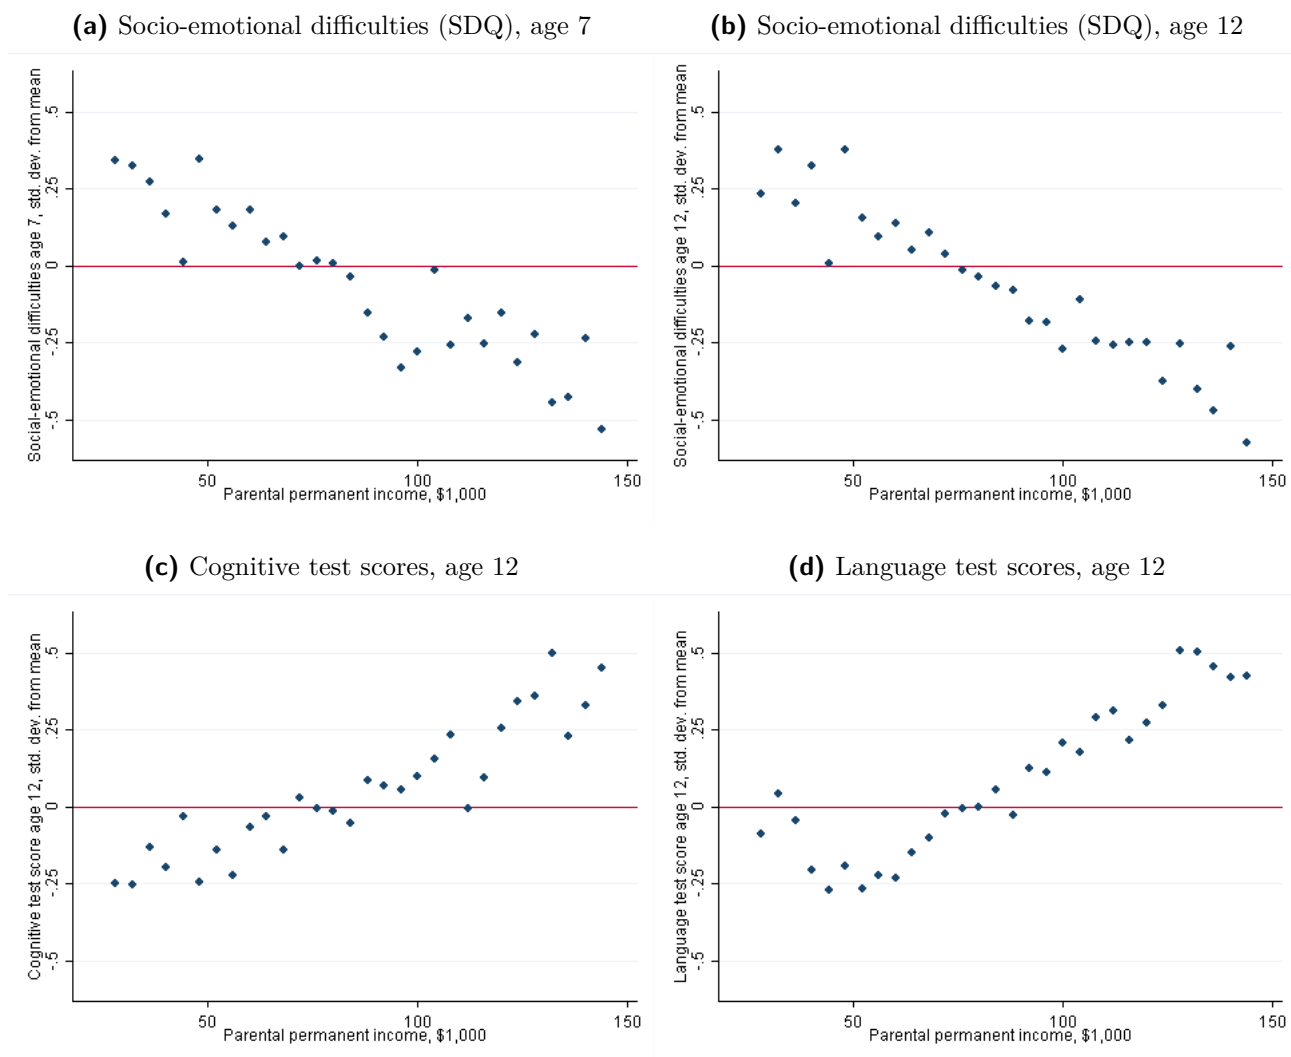 (a) Socio-emotional difficulties (SDQ), age 7
Social-emotional difficulties age 7, std. dev. from mean
.5
.25
0
-.25
-.5
50
100
150
Parental permanent income, $1,000
(b) Socio-emotional difficulties (SDQ), age 12
Social-emotional difficulties age 12, std. dev. from mean
.5
.25
0
-.25
-.5
50
100
150
Parental permanent income, $1,000
(c) Cognitive test scores, age 12
Cognitive test score age 12, std. dev. from mean
.5
.25
0
-.25
-.5
50
100
150
Parental permanent income, $1,000
(d) Language test scores, age 12
Language test score age 12, std. dev. from mean
.5
.25
0
-.25
-.5
50
100
150
Parental permanent income, $1,000